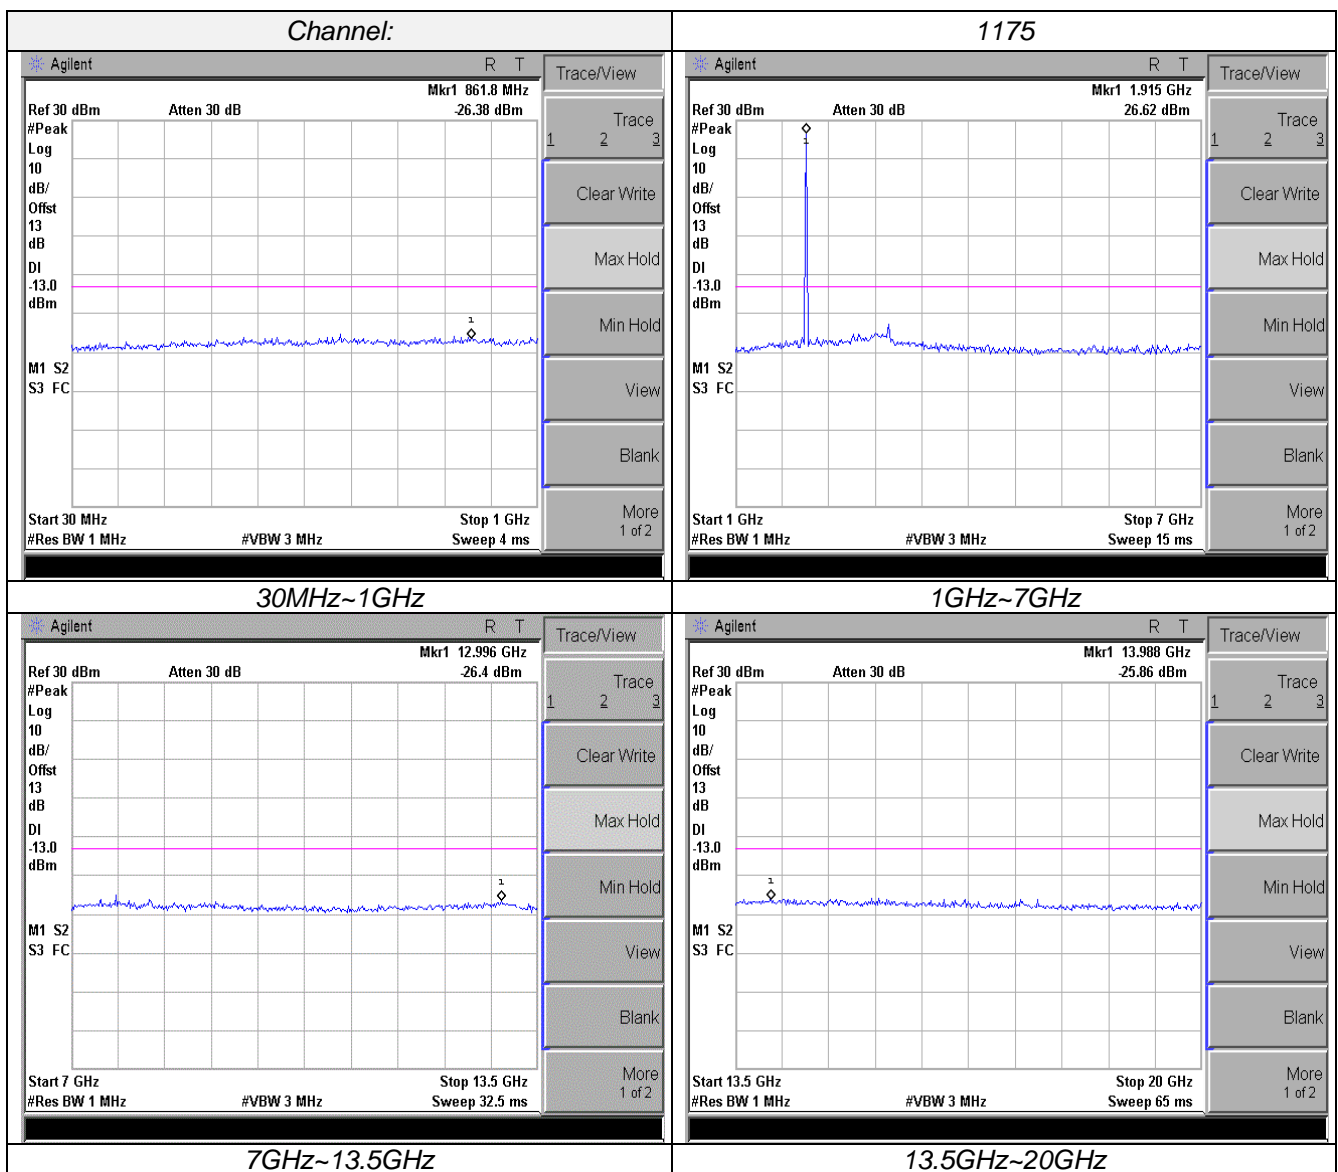 Channel:
1175
Agilent R T
Trace/View
Mkr1 861.8 MHz
Ref 30 dBm Atten 30 dB -26.38 dBm
#Peak
Log
10
dB/
Offst
13
dB
DI
-13.0
dBm
M1 S2
S3 FC
1
Start 30 MHz Stop 1 GHz
#Res BW 1 MHz #VBW 3 MHz Sweep 4 ms
Trace
1 2 3
Clear Write
Max Hold
Min Hold
View
Blank
More
1 of 2
Agilent R T
Trace/View
Mkr1 1.915 GHz
Ref 30 dBm Atten 30 dB 26.62 dBm
#Peak
Log
10
dB/
Offst
13
dB
DI
-13.0
dBm
M1 S2
S3 FC
1
Start 1 GHz Stop 7 GHz
#Res BW 1 MHz #VBW 3 MHz Sweep 15 ms
Trace
1 2 3
Clear Write
Max Hold
Min Hold
View
Blank
More
1 of 2
30MHz~1GHz
1GHz~7GHz
Agilent R T
Trace/View
Mkr1 12.996 GHz
Ref 30 dBm Atten 30 dB -26.4 dBm
#Peak
Log
10
dB/
Offst
13
dB
DI
-13.0
dBm
M1 S2
S3 FC
1
Start 7 GHz Stop 13.5 GHz
#Res BW 1 MHz #VBW 3 MHz Sweep 32.5 ms
Trace
1 2 3
Clear Write
Max Hold
Min Hold
View
Blank
More
1 of 2
Agilent R T
Trace/View
Mkr1 13.988 GHz
Ref 30 dBm Atten 30 dB -25.86 dBm
#Peak
Log
10
dB/
Offst
13
dB
DI
-13.0
dBm
M1 S2
S3 FC
1
Start 13.5 GHz Stop 20 GHz
#Res BW 1 MHz #VBW 3 MHz Sweep 65 ms
Trace
1 2 3
Clear Write
Max Hold
Min Hold
View
Blank
More
1 of 2
7GHz~13.5GHz
13.5GHz~20GHz